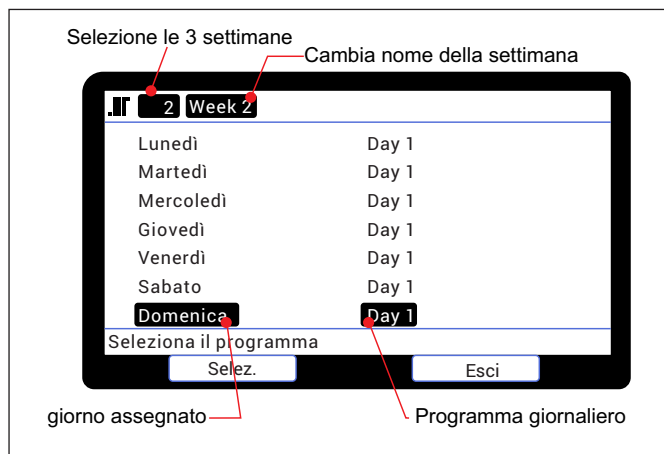 Selezione le 3 settimane
Cambia nome della settimana
2 Week 2
Lunedì Day 1
Martedì Day 1
Mercoledì Day 1
Giovedì Day 1
Venerdì Day 1
Sabato Day 1
Domenica Day 1
Seleziona il programma
Selez. Esci
giorno assegnato Programma giornaliero